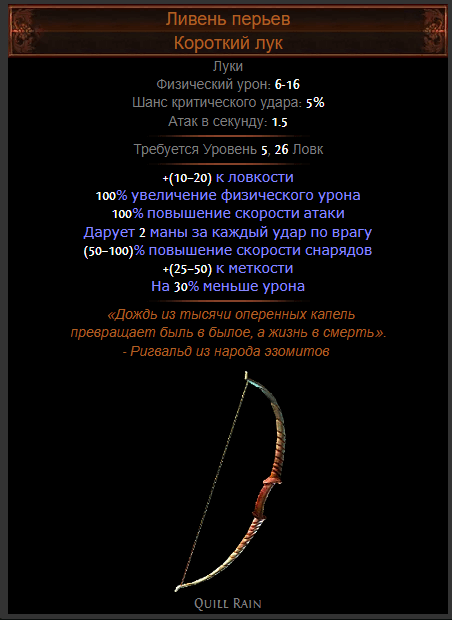 Ливень перьев
Короткий лук
Луки
Физический урон: 6-16
Шанс критического удара: 5%
Атак в секунду: 1.5
Требуется Уровень 5, 26 Ловк
+(10–20) к ловкости
100% увеличение физического урона
100% повышение скорости атаки
Дарует 2 маны за каждый удар по врагу
(50–100)% повышение скорости снарядов
+(25–50) к меткости
На 30% меньше урона
«Дождь из тысячи оперенных капель
превращает быль в былое, а жизнь в смерть».
- Ригвальд из народа эзомитов
Quill Rain